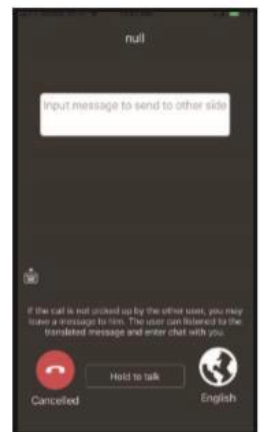 null
Input message to send to other side
If the call is not picked up by the other user, you may
leave a message to him. The user can listened to the
translated message and enter chat with you.
Hold to talk
Cancelled
English